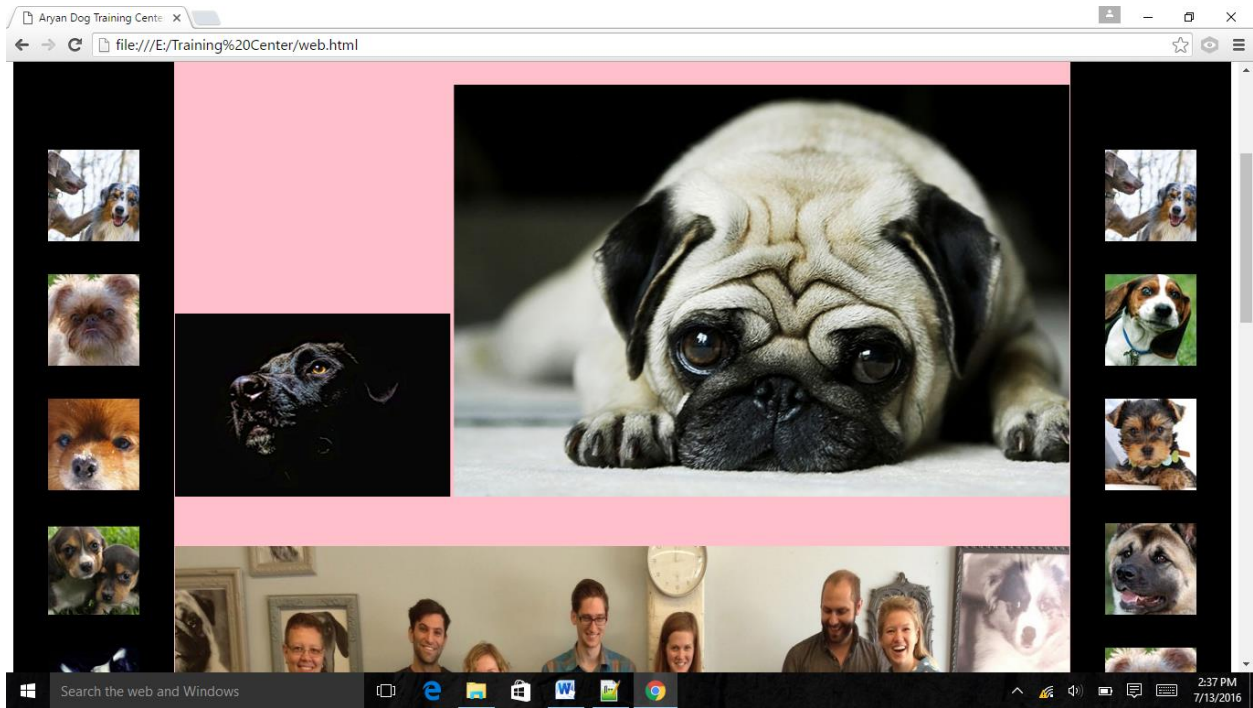 Aryan Dog Training Cente
file:///E:/Training%20Center/web.html
Search the web and Windows
2:37 PM
7/13/2016